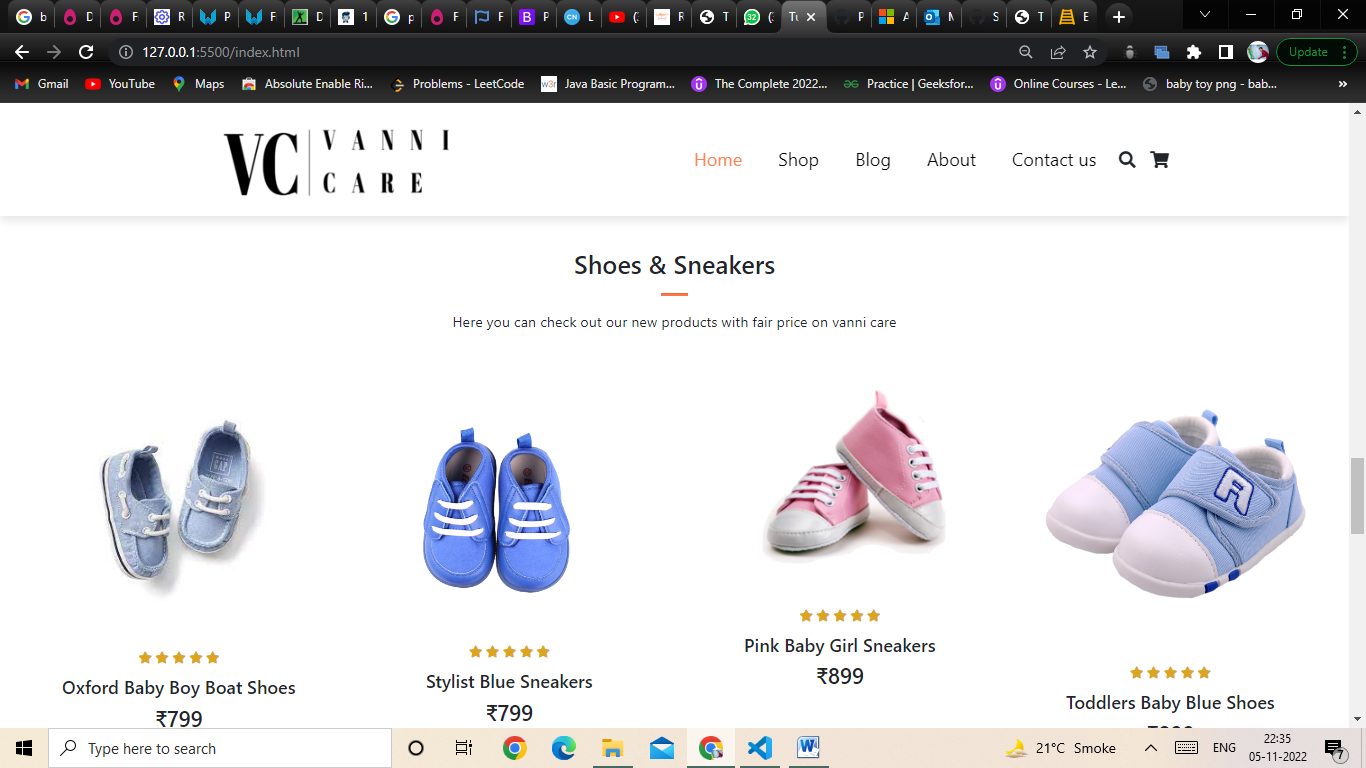 b D F R P F D 1 p F F P L (: R T (: Tu P A M S T E
127.0.0.1:5500/index.html Update
Gmail YouTube Maps Absolute Enable Ri... Problems - LeetCode Java Basic Program... The Complete 2022... Practice | Geeksfor... Online Courses - Le... baby toy png - bab... »
VC VANNI CARE
Home Shop Blog About Contact us
Shoes & Sneakers
Here you can check out our new products with fair price on vanni care
GAP
A
Pink Baby Girl Sneakers
₹899
Stylist Blue Sneakers
₹799
Oxford Baby Boy Boat Shoes
₹799
Toddlers Baby Blue Shoes
Type here to search
21°C Smoke ENG 22:35
05-11-2022
7